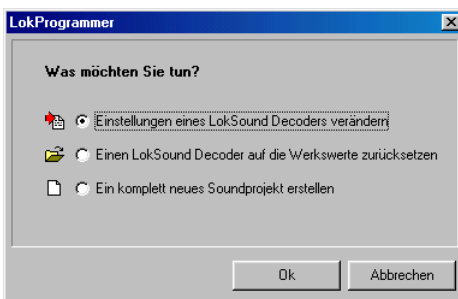 LokProgrammer
Was möchten Sie tun?
Einstellungen eines LokSound Decoders verändern
Einen LokSound Decoder auf die Werkswerte zurücksetzen
Ein komplett neues Soundprojekt erstellen
Ok Abbrechen